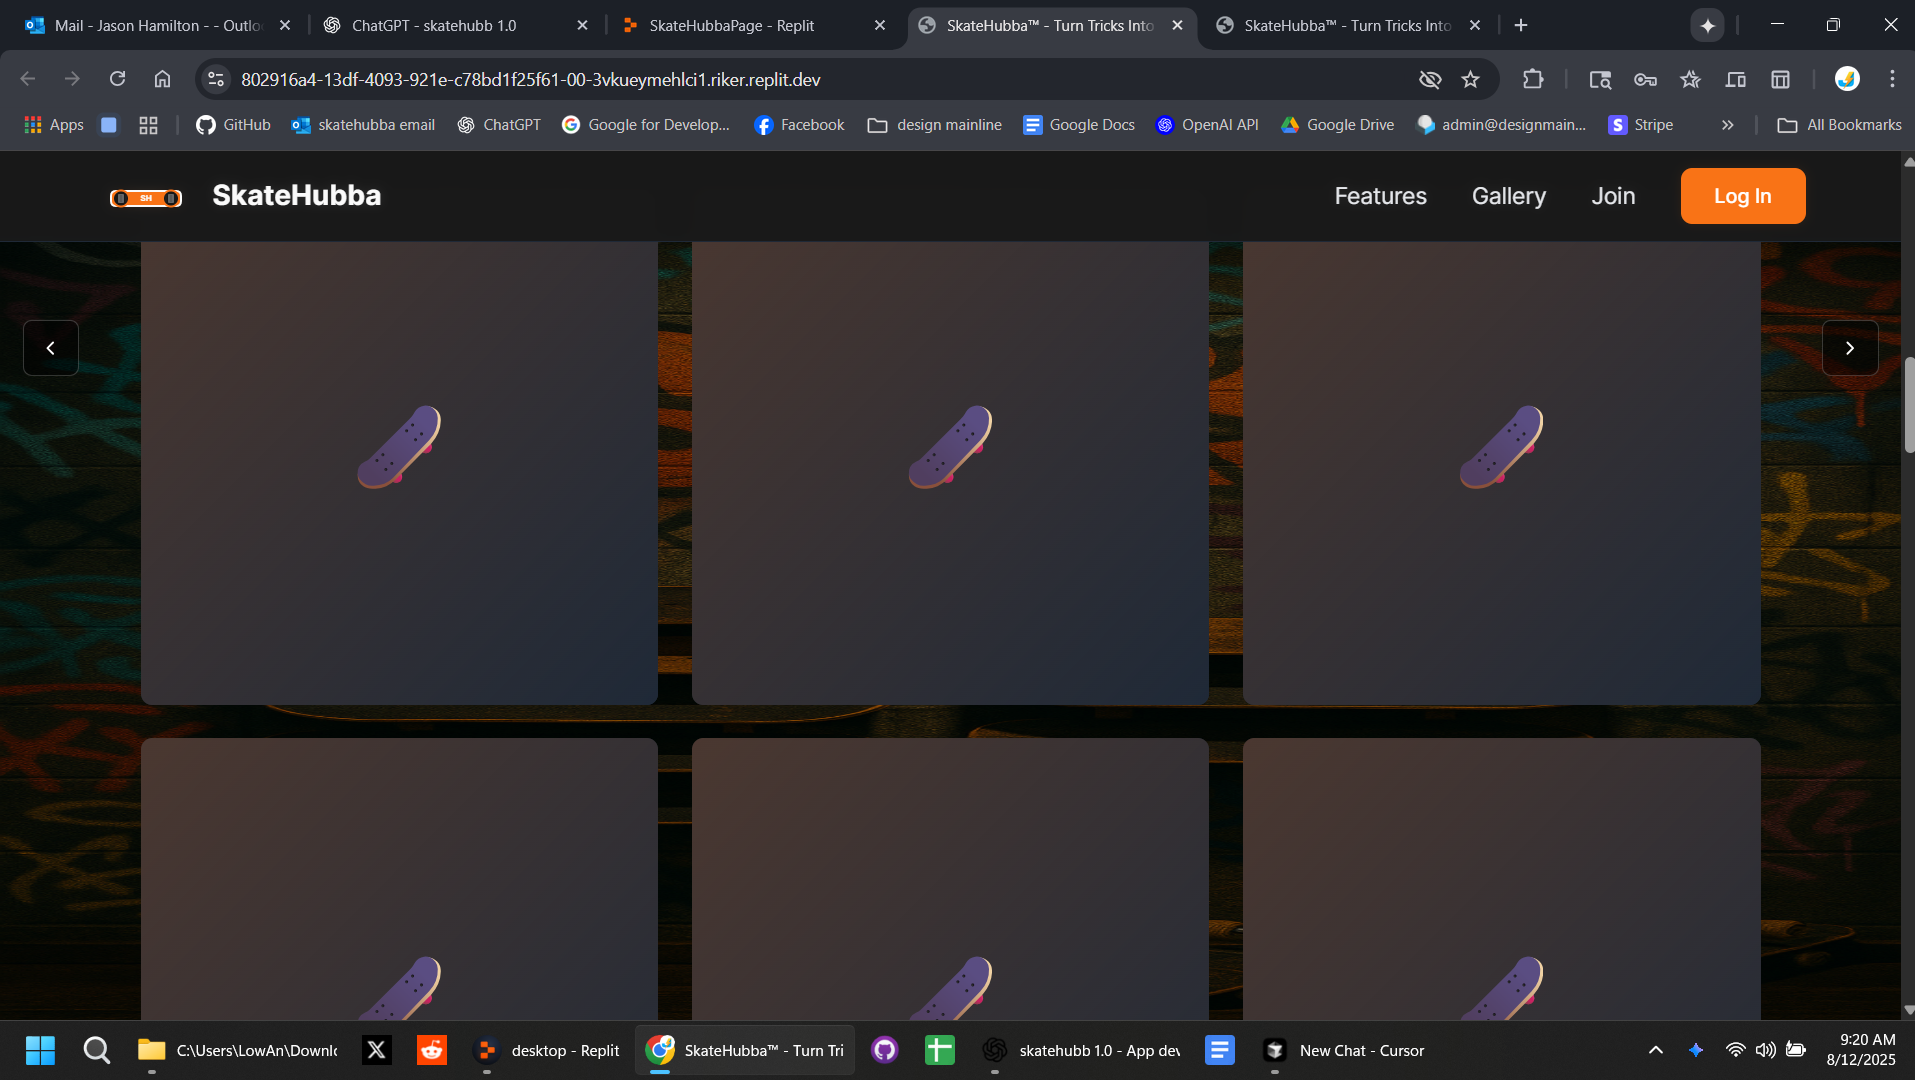 Mail - Jason Hamilton - - Outlo
ChatGPT - skatehubb 1.0
SkateHubbaPage - Replit
SkateHubba™ - Turn Tricks Into
SkateHubba™ - Turn Tricks Into
802916a4-13df-4093-921e-c78bd1f25f61-00-3vkueymehlci1.riker.replit.dev
Apps
GitHub
skatehubba email
ChatGPT
Google for Develop...
Facebook
design mainline
Google Docs
OpenAI API
Google Drive
admin@designmain...
Stripe
All Bookmarks
SH
SkateHubba
Features
Gallery
Join
Log In
C:\Users\LowAn\Downlo
desktop - Replit
SkateHubba™ - Turn Tri
skatehubb 1.0 - App dev
New Chat - Cursor
9:20 AM
8/12/2025